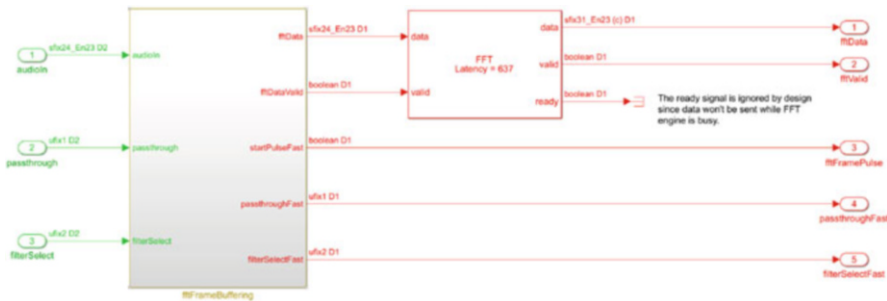 1
sfix24_En23 D2
audioIn
2
ufix1 D2
passthrough
3
ufix2 D2
filterSelect
audioIn
passthrough
filterSelect
fftData
fftDataValid
startPulseFast
passthroughFast
filterSelectFast
fftFrameBuffering
sfix24_En23 D1
boolean D1
boolean D1
ufix1 D1
ufix2 D1
data
valid
FFT
Latency = 637
data
valid
ready
sfix31_En23 (c) D1
boolean D1
boolean D1
The ready signal is ignored by design
since data won't be sent while FFT
engine is busy.
1
fftData
2
fftValid
3
fftFramePulse
4
passthroughFast
5
filterSelectFast